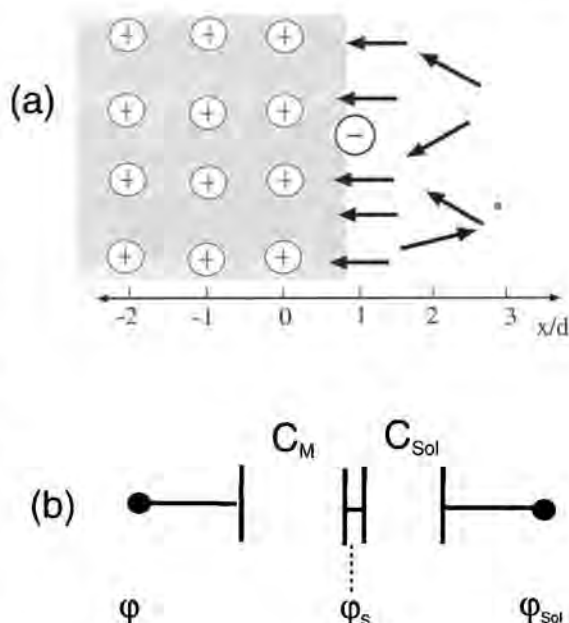 (a)
+ + +
+ + +
−
+ + +
+ + +
-2 -1 0 1 2 3 x/d
C_M C_Sol
(b)
φ φ_s φ_Sol